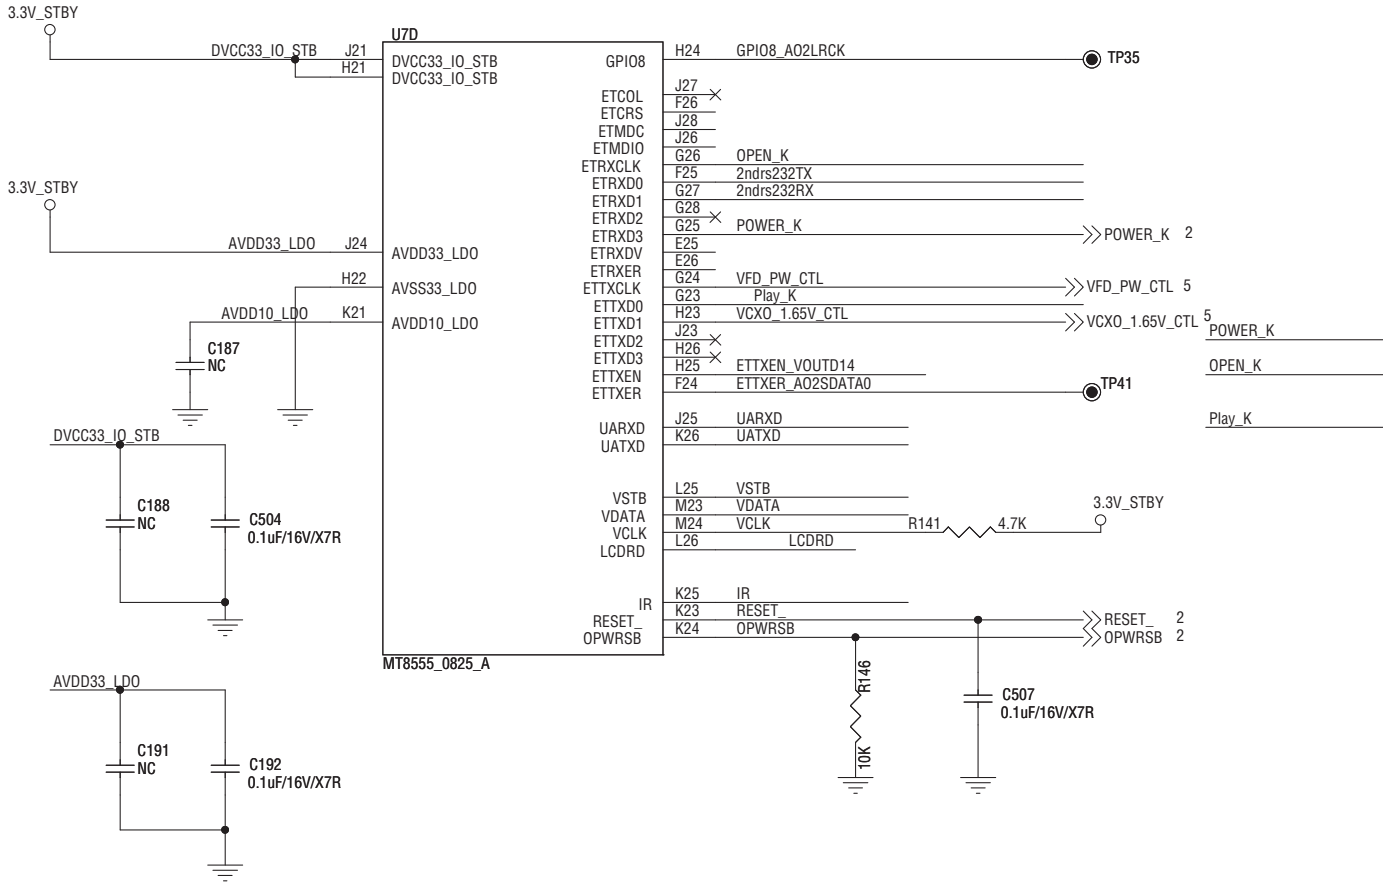 3.3V_STBY
DVCC33_IO_STB J21
H21
U7D
DVCC33_IO_STB
DVCC33_IO_STB
GPIO8 H24 GPIO8_AO2LRCK TP35
ETCOL J27
ETCRS F26
ETMDC J28
ETMDIO J26
ETRXCLK G26 OPEN_K
ETRXD0 F25 2ndrs232TX
ETRXD1 G27 2ndrs232RX
ETRXD2 G28
ETRXD3 G25 POWER_K POWER_K 2
ETRXDV E25
ETRXER E26
ETTXCLK G24 VFD_PW_CTL VFD_PW_CTL 5
ETTXD0 G23 Play_K
ETTXD1 H23 VCXO_1.65V_CTL VCXO_1.65V_CTL 5
ETTXD2 J23
ETTXD3 H26
ETTXEN H25 ETTXEN_VOUTD14
ETTXER F24 ETTXER_AO2SDATA0 TP41
UARXD J25 UARXD
UATXD K26 UATXD
VSTB L25 VSTB
VDATA M23 VDATA
VCLK M24 VCLK R141 4.7K 3.3V_STBY
LCDRD L26 LCDRD
IR K25 IR
RESET_ K23 RESET_ RESET_ 2
OPWRSB K24 OPWRSB OPWRSB 2
MT8555_0825_A
3.3V_STBY
AVDD33_LDO J24 AVDD33_LDO
H22 AVSS33_LDO
AVDD10_LDO K21 AVDD10_LDO
C187
NC
DVCC33_IO_STB
C188
NC
C504
0.1uF/16V/X7R
AVDD33_LDO
C191
NC
C192
0.1uF/16V/X7R
R146
10K
C507
0.1uF/16V/X7R
POWER_K
OPEN_K
Play_K